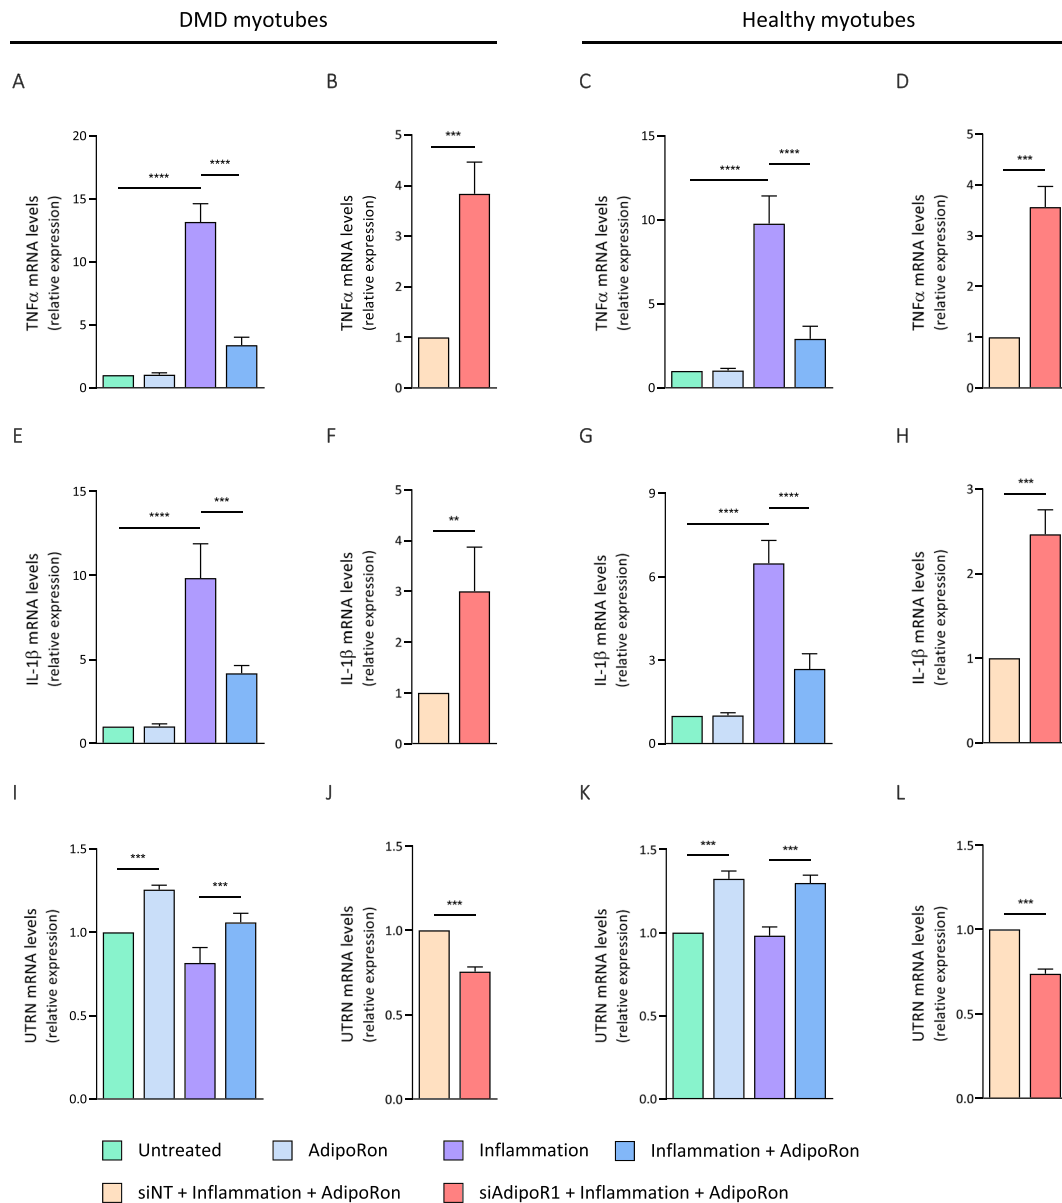 DMD myotubes
Healthy myotubes
A
B
C
D
TNFα mRNA levels
(relative expression)
20
15
10
5
0
****
****
TNFα mRNA levels
(relative expression)
5
4
3
2
1
0
***
TNFα mRNA levels
(relative expression)
15
10
5
0
****
****
TNFα mRNA levels
(relative expression)
5
4
3
2
1
0
***
E
F
G
H
IL-1β mRNA levels
(relative expression)
15
10
5
0
****
***
IL-1β mRNA levels
(relative expression)
5
4
3
2
1
0
**
IL-1β mRNA levels
(relative expression)
9
6
3
0
****
****
IL-1β mRNA levels
(relative expression)
3
2
1
0
***
I
J
K
L
UTRN mRNA levels
(relative expression)
1.5
1.0
0.5
0.0
***
***
UTRN mRNA levels
(relative expression)
1.5
1.0
0.5
0.0
***
UTRN mRNA levels
(relative expression)
1.5
1.0
0.5
0.0
***
***
UTRN mRNA levels
(relative expression)
1.5
1.0
0.5
0.0
***
Untreated
AdipoRon
Inflammation
Inflammation + AdipoRon
siNT + Inflammation + AdipoRon
siAdipoR1 + Inflammation + AdipoRon